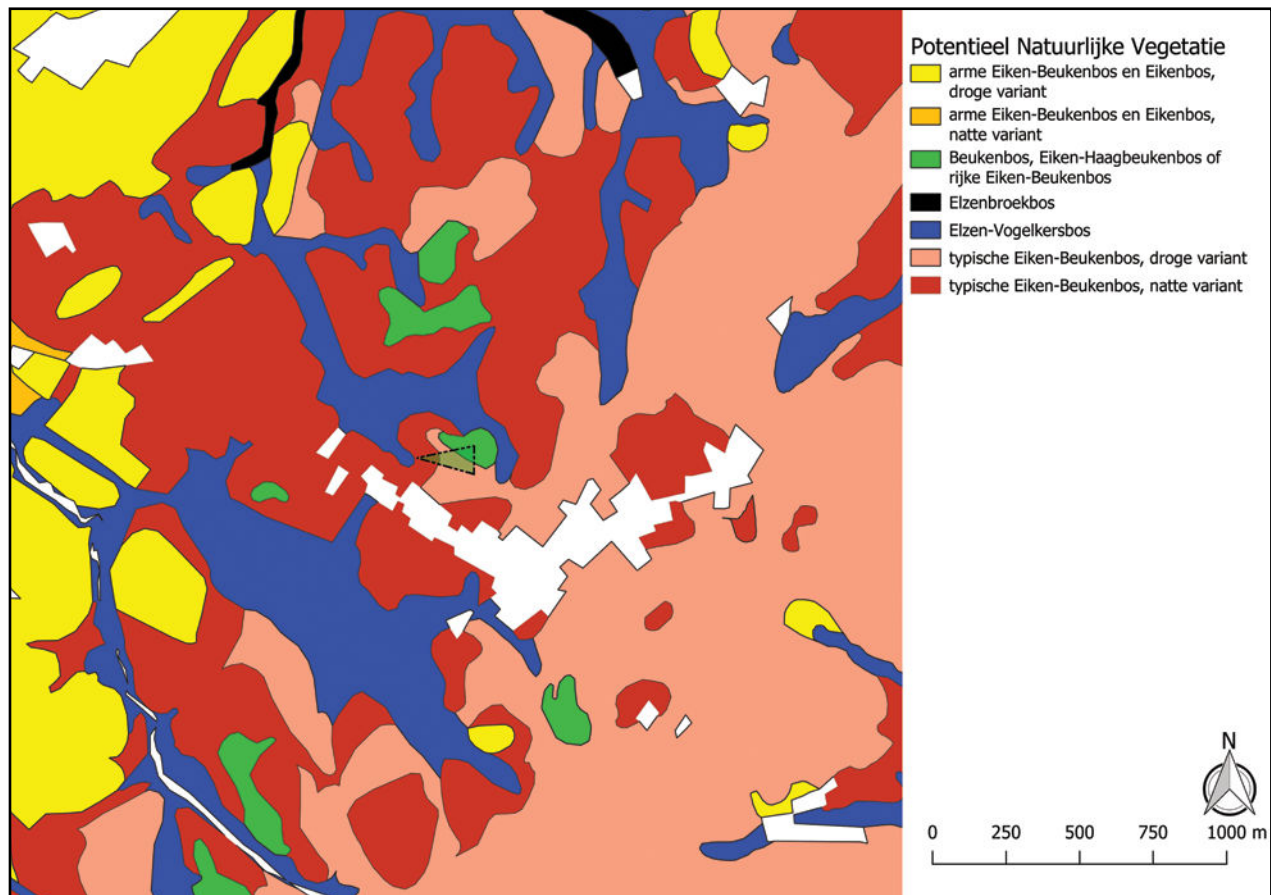 Potentieel Natuurlijke Vegetatie
arme Eiken-Beukenbos en Eikenbos,
droge variant
arme Eiken-Beukenbos en Eikenbos,
natte variant
Beukenbos, Eiken-Haagbeukenbos of
rijke Eiken-Beukenbos
Elzenbroekbos
Elzen-Vogelkersbos
typische Eiken-Beukenbos, droge variant
typische Eiken-Beukenbos, natte variant
N
0 250 500 750 1000 m